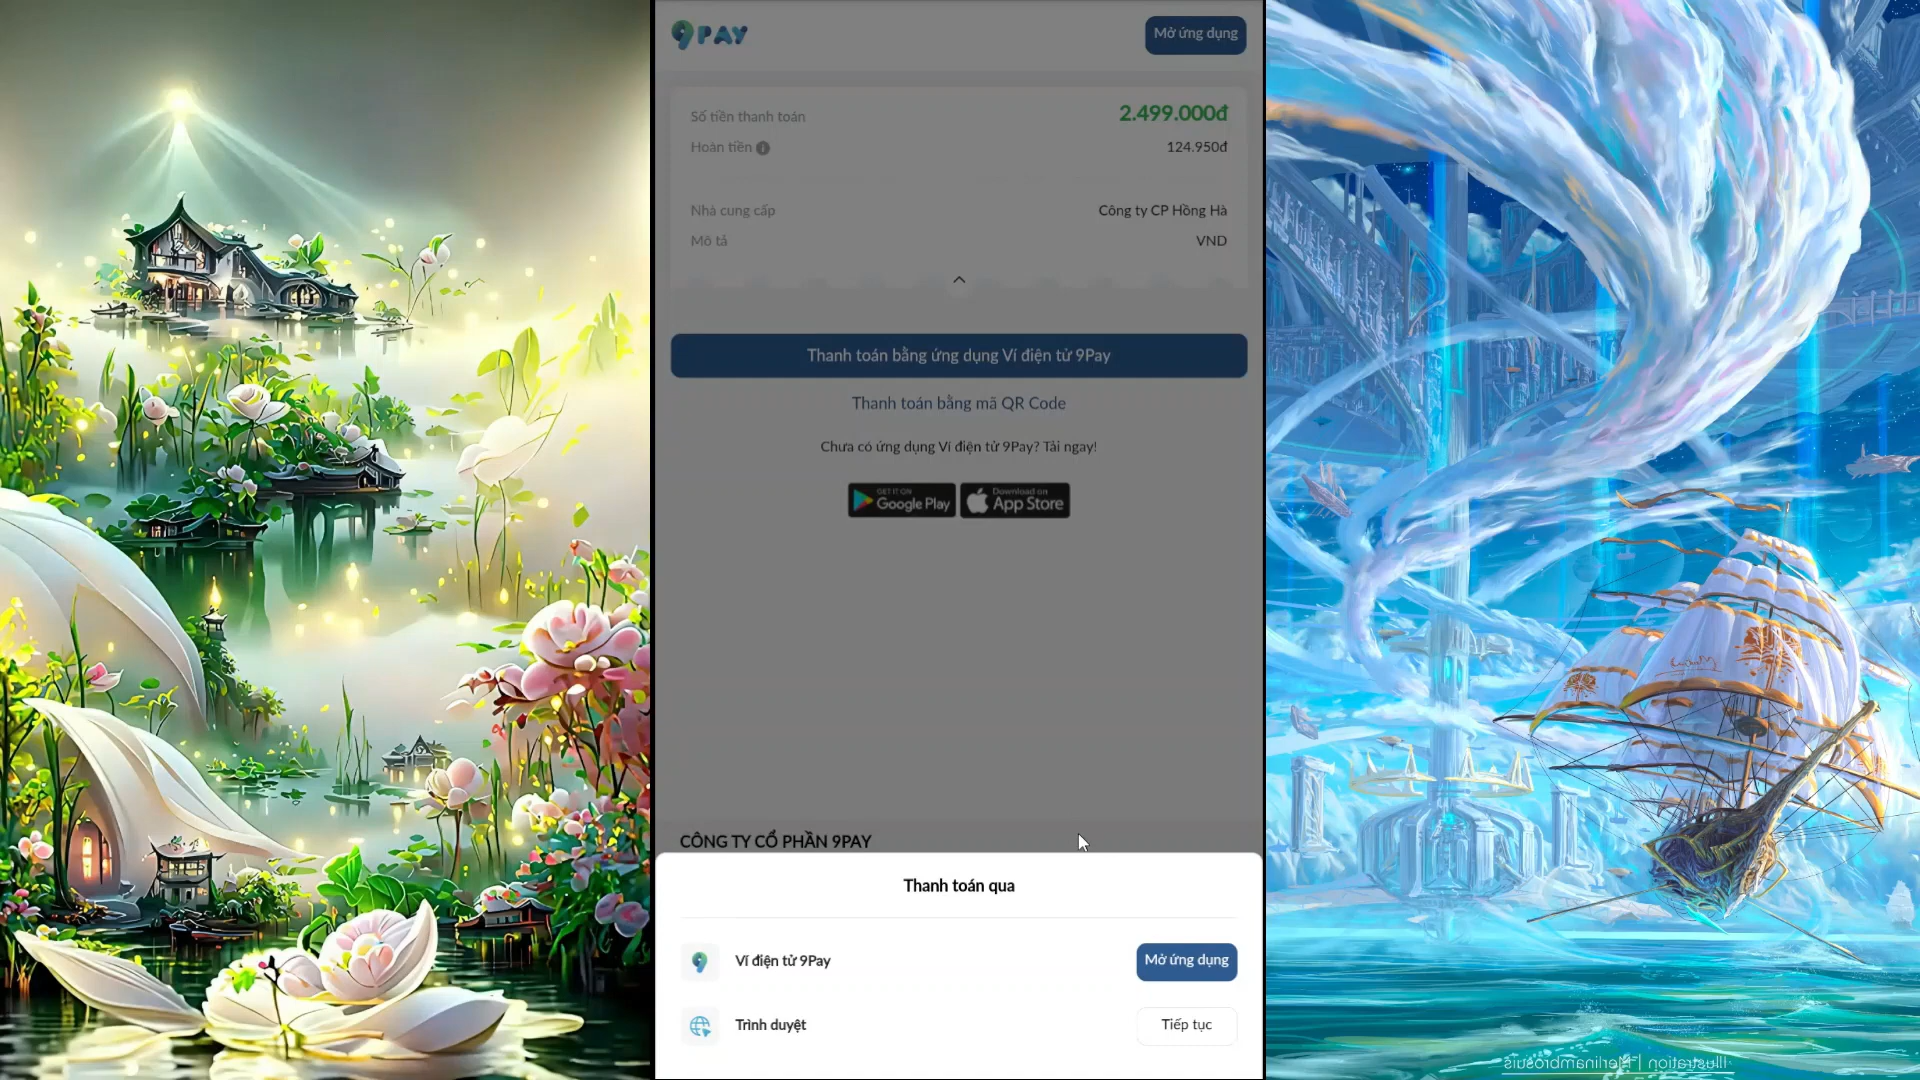 9PAY
Mở ứng dụng
Số tiền thanh toán
2.499.000đ
Hoàn tiền
124.950đ
Nhà cung cấp
Công ty CP Hồng Hà
Mô tả
VND
Thanh toán bằng ứng dụng Ví điện tử 9Pay
Thanh toán bằng mã QR Code
Chưa có ứng dụng Ví điện tử 9Pay? Tải ngay!
GET IT ON
Google Play
Download on
App Store
CÔNG TY CỔ PHẦN 9PAY
Thanh toán qua
Ví điện tử 9Pay
Mở ứng dụng
Trình duyệt
Tiếp tục
Illustration | Merlinambrosuis